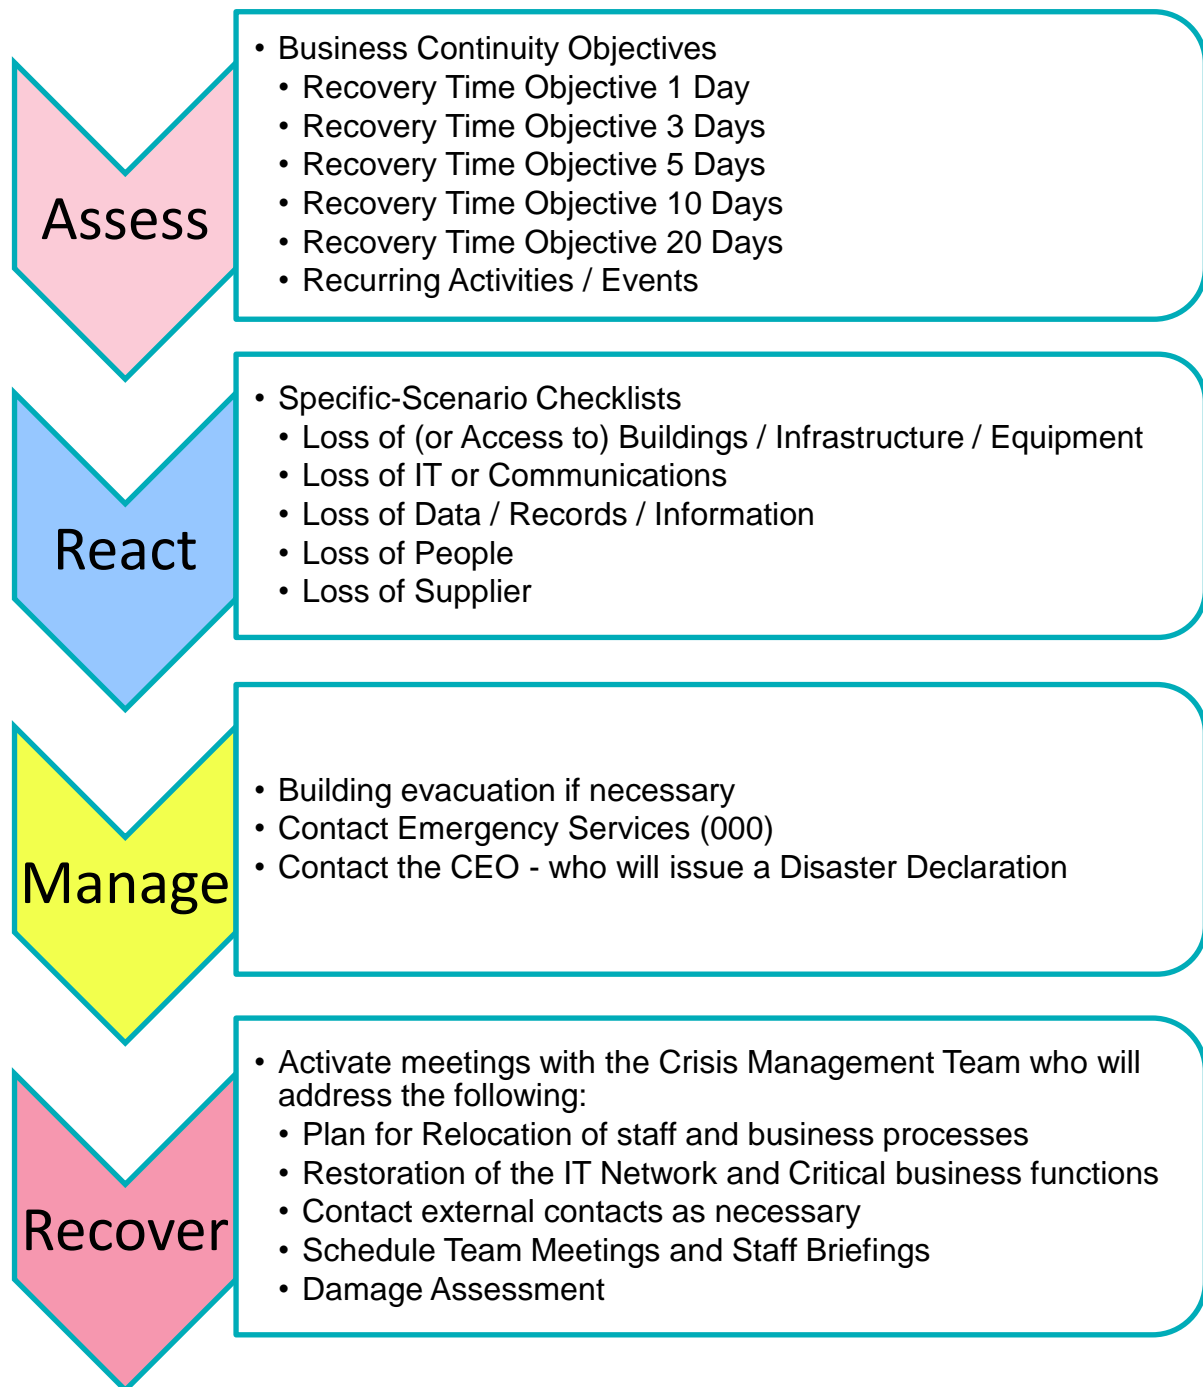 Assess
• Business Continuity Objectives
• Recovery Time Objective 1 Day
• Recovery Time Objective 3 Days
• Recovery Time Objective 5 Days
• Recovery Time Objective 10 Days
• Recovery Time Objective 20 Days
• Recurring Activities / Events
React
• Specific-Scenario Checklists
• Loss of (or Access to) Buildings / Infrastructure / Equipment
• Loss of IT or Communications
• Loss of Data / Records / Information
• Loss of People
• Loss of Supplier
Manage
• Building evacuation if necessary
• Contact Emergency Services (000)
• Contact the CEO - who will issue a Disaster Declaration
Recover
• Activate meetings with the Crisis Management Team who will
address the following:
• Plan for Relocation of staff and business processes
• Restoration of the IT Network and Critical business functions
• Contact external contacts as necessary
• Schedule Team Meetings and Staff Briefings
• Damage Assessment